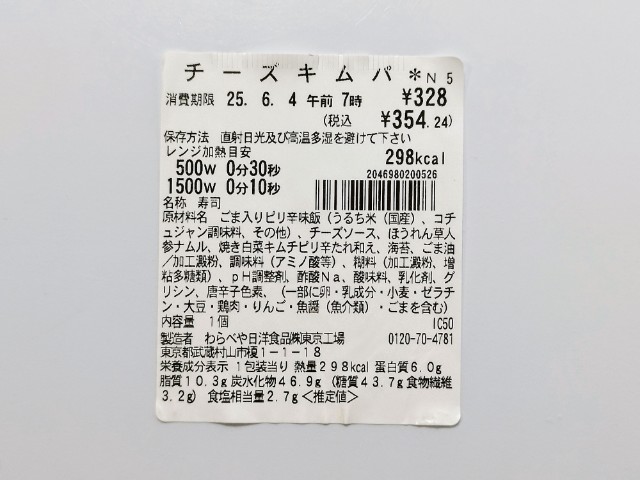 チーズキムパ＊N5
消費期限 25. 6. 4 午前 7時 ¥328
(税込 ¥354.24)
保存方法 直射日光及び高温多湿を避けて下さい
レンジ加熱目安 298kcal
500W 0分30秒
2046980200526
1500W 0分10秒
名称 寿司
原材料名 ごま入りピリ辛味飯（うるち米（国産）、コチ
ュジャン調味料、その他）、チーズソース、ほうれん草人
参ナムル、焼き白菜キムチピリ辛たれ和え、海苔、ごま油
／加工澱粉、調味料（アミノ酸等）、糊料（加工澱粉、増
粘多糖類）、pH調整剤、酢酸Na、酸味料、乳化剤、グ
リシン、唐辛子色素、（一部に卵・乳成分・小麦・ゼラチ
ン・大豆・鶏肉・りんご・魚醤（魚介類）・ごまを含む）
内容量 1個 IC50
製造者 わらべや日洋食品㈱東京工場 0120-70-4781
東京都武蔵村山市榎1－1－18
栄養成分表示 1包装当り 熱量298kcal 蛋白質6.0g
脂質10.3g 炭水化物46.9g （糖質43.7g 食物繊維
3.2g） 食塩相当量2.7g＜推定値＞